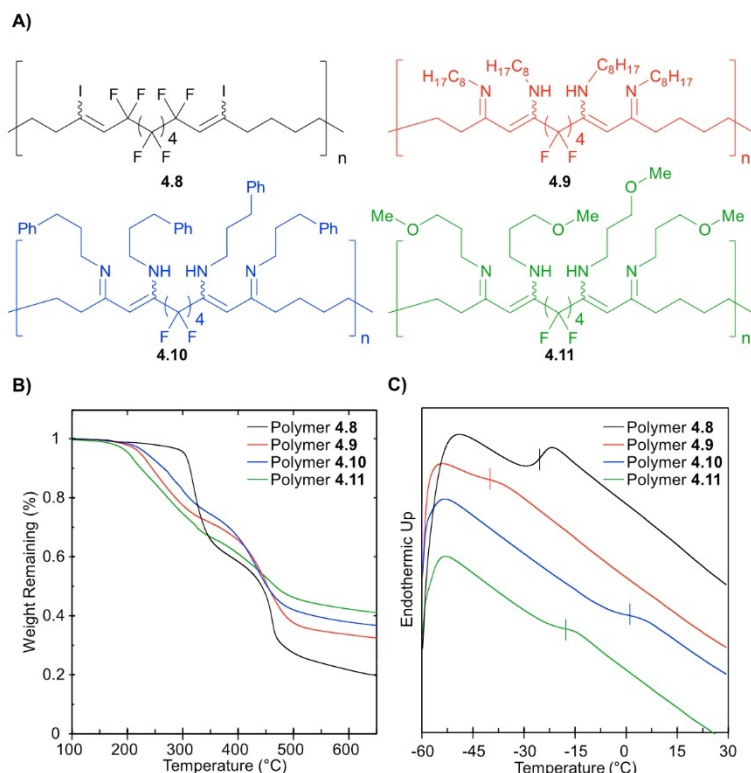 A)
I F F F F I
4
F F
n
4.8
H17C8 H17C8 C8H17 C8H17
N NH HN N
4
F F
n
4.9
Ph Ph Ph Ph
N NH HN N
4
F F
n
4.10
Me O Me O Me O Me O
N NH HN N
4
F F
n
4.11
B)
Weight Remaining (%)
1
0.8
0.6
0.4
0.2
0
100 200 300 400 500 600
Temperature (°C)
Polymer 4.8
Polymer 4.9
Polymer 4.10
Polymer 4.11
C)
Endothermic Up
-60 -45 -30 -15 0 15 30
Temperature (°C)
Polymer 4.8
Polymer 4.9
Polymer 4.10
Polymer 4.11